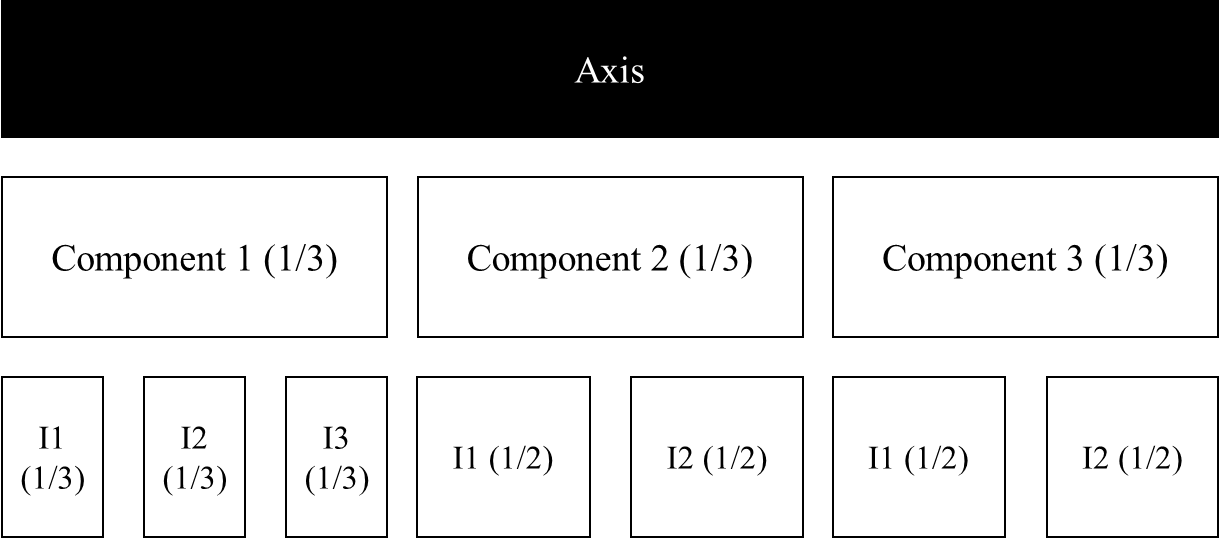 Axis
Component 1 (1/3)
Component 2 (1/3)
Component 3 (1/3)
I1
(1/3)
I2
(1/3)
I3
(1/3)
I1 (1/2)
I2 (1/2)
I1 (1/2)
I2 (1/2)